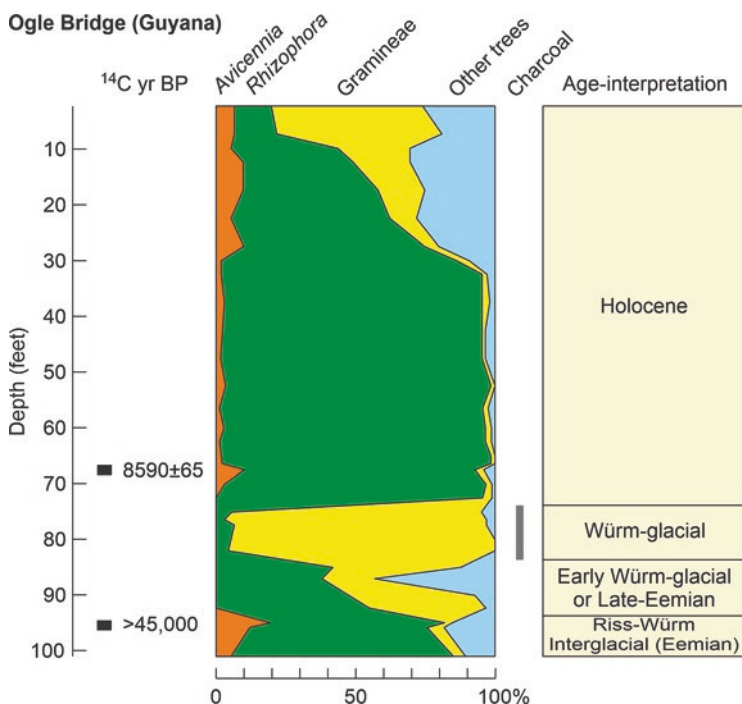 Ogle Bridge (Guyana)
¹⁴C yr BP
Avicennia
Rhizophora
Gramineae
Other trees
Charcoal
Age-interpretation
Depth (feet)
10
20
30
40
50
60
70
80
90
100
8590±65
>45,000
Holocene
Würm-glacial
Early Würm-glacial
or Late-Eemian
Riss-Würm
Interglacial (Eemian)
0
50
100%